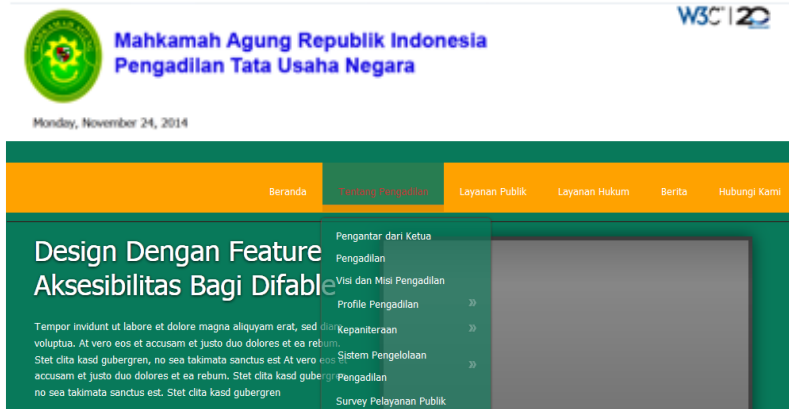 W3C | 20
Mahkamah Agung Republik Indonesia
Pengadilan Tata Usaha Negara
Monday, November 24, 2014
Beranda Tentang Pengadilan Layanan Publik Layanan Hukum Berita Hubungi Kami
Design Dengan Feature
Aksesibilitas Bagi Difable
Tempor invidunt ut labore et dolore magna aliquyam erat, sed diam
voluptua. At vero eos et accusam et justo duo dolores et ea rebum.
Stet clita kasd gubergren, no sea takimata sanctus est At vero eos et
accusam et justo duo dolores et ea rebum. Stet clita kasd gubergren
no sea takimata sanctus est. Stet clita kasd gubergren
Pengantar dari Ketua
Pengadilan
Visi dan Misi Pengadilan
Profile Pengadilan »
Kepaniteraan »
Sistem Pengelolaan
Pengadilan »
Survey Pelayanan Publik